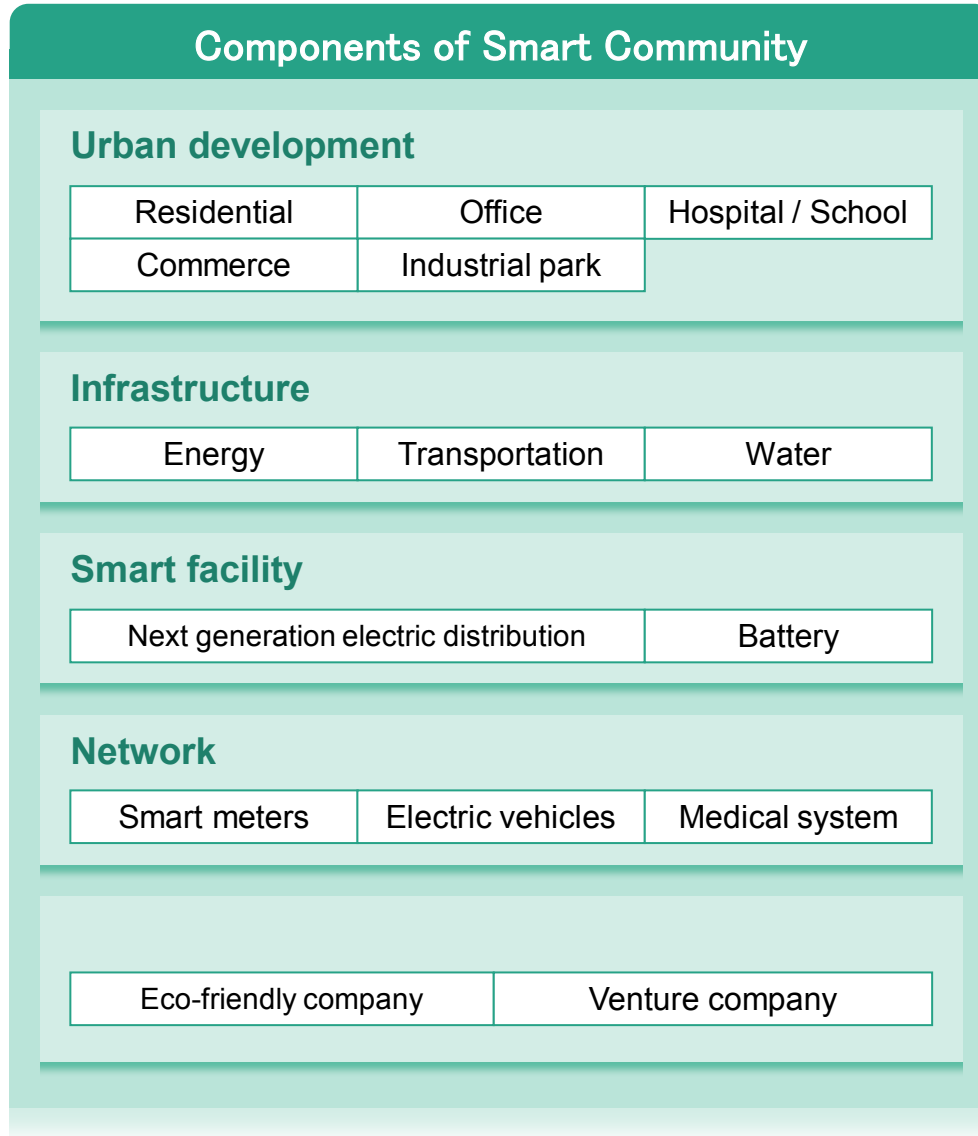 Components of Smart Community
Urban development
Residential Office Hospital / School
Commerce Industrial park
Infrastructure
Energy Transportation Water
Smart facility
Next generation electric distribution Battery
Network
Smart meters Electric vehicles Medical system
Eco-friendly company Venture company